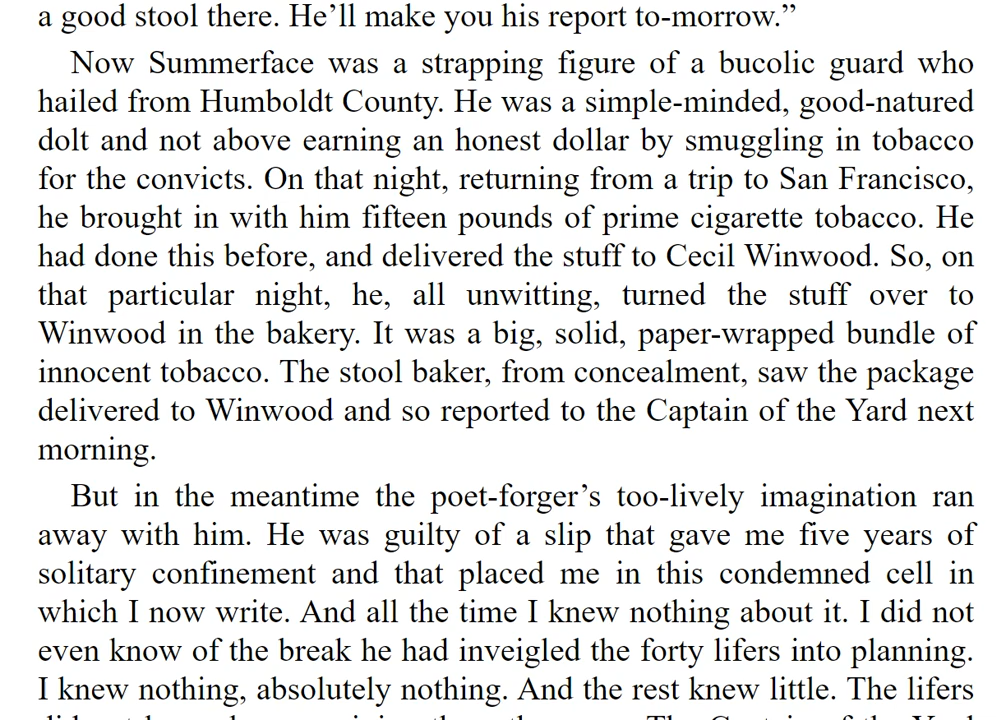 a good stool there. He’ll make you his report to-morrow.”
Now Summerface was a strapping figure of a bucolic guard who
hailed from Humboldt County. He was a simple-minded, good-natured
dolt and not above earning an honest dollar by smuggling in tobacco
for the convicts. On that night, returning from a trip to San Francisco,
he brought in with him fifteen pounds of prime cigarette tobacco. He
had done this before, and delivered the stuff to Cecil Winwood. So, on
that particular night, he, all unwitting, turned the stuff over to
Winwood in the bakery. It was a big, solid, paper-wrapped bundle of
innocent tobacco. The stool baker, from concealment, saw the package
delivered to Winwood and so reported to the Captain of the Yard next
morning.
But in the meantime the poet-forger’s too-lively imagination ran
away with him. He was guilty of a slip that gave me five years of
solitary confinement and that placed me in this condemned cell in
which I now write. And all the time I knew nothing about it. I did not
even know of the break he had inveigled the forty lifers into planning.
I knew nothing, absolutely nothing. And the rest knew little. The lifers